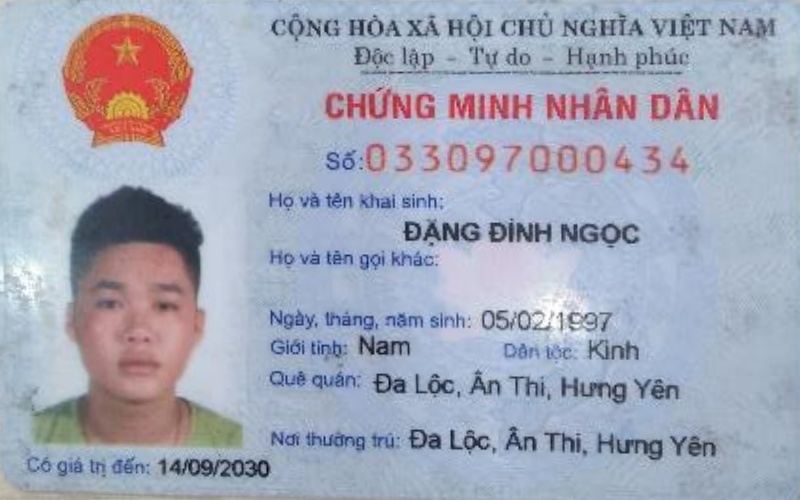 CỘNG HÒA XÃ HỘI CHỦ NGHĨA VIỆT NAM
Độc lập - Tự do - Hạnh phúc
CHỨNG MINH NHÂN DÂN
Số: 033097000434
Họ và tên khai sinh:
ĐẶNG ĐÌNH NGỌC
Họ và tên gọi khác:
Ngày, tháng, năm sinh: 05/02/1997
Giới tính: Nam Dân tộc: Kinh
Quê quán: Đa Lộc, Ân Thi, Hưng Yên
Nơi thường trú: Đa Lộc, Ân Thi, Hưng Yên
Có giá trị đến: 14/09/2030